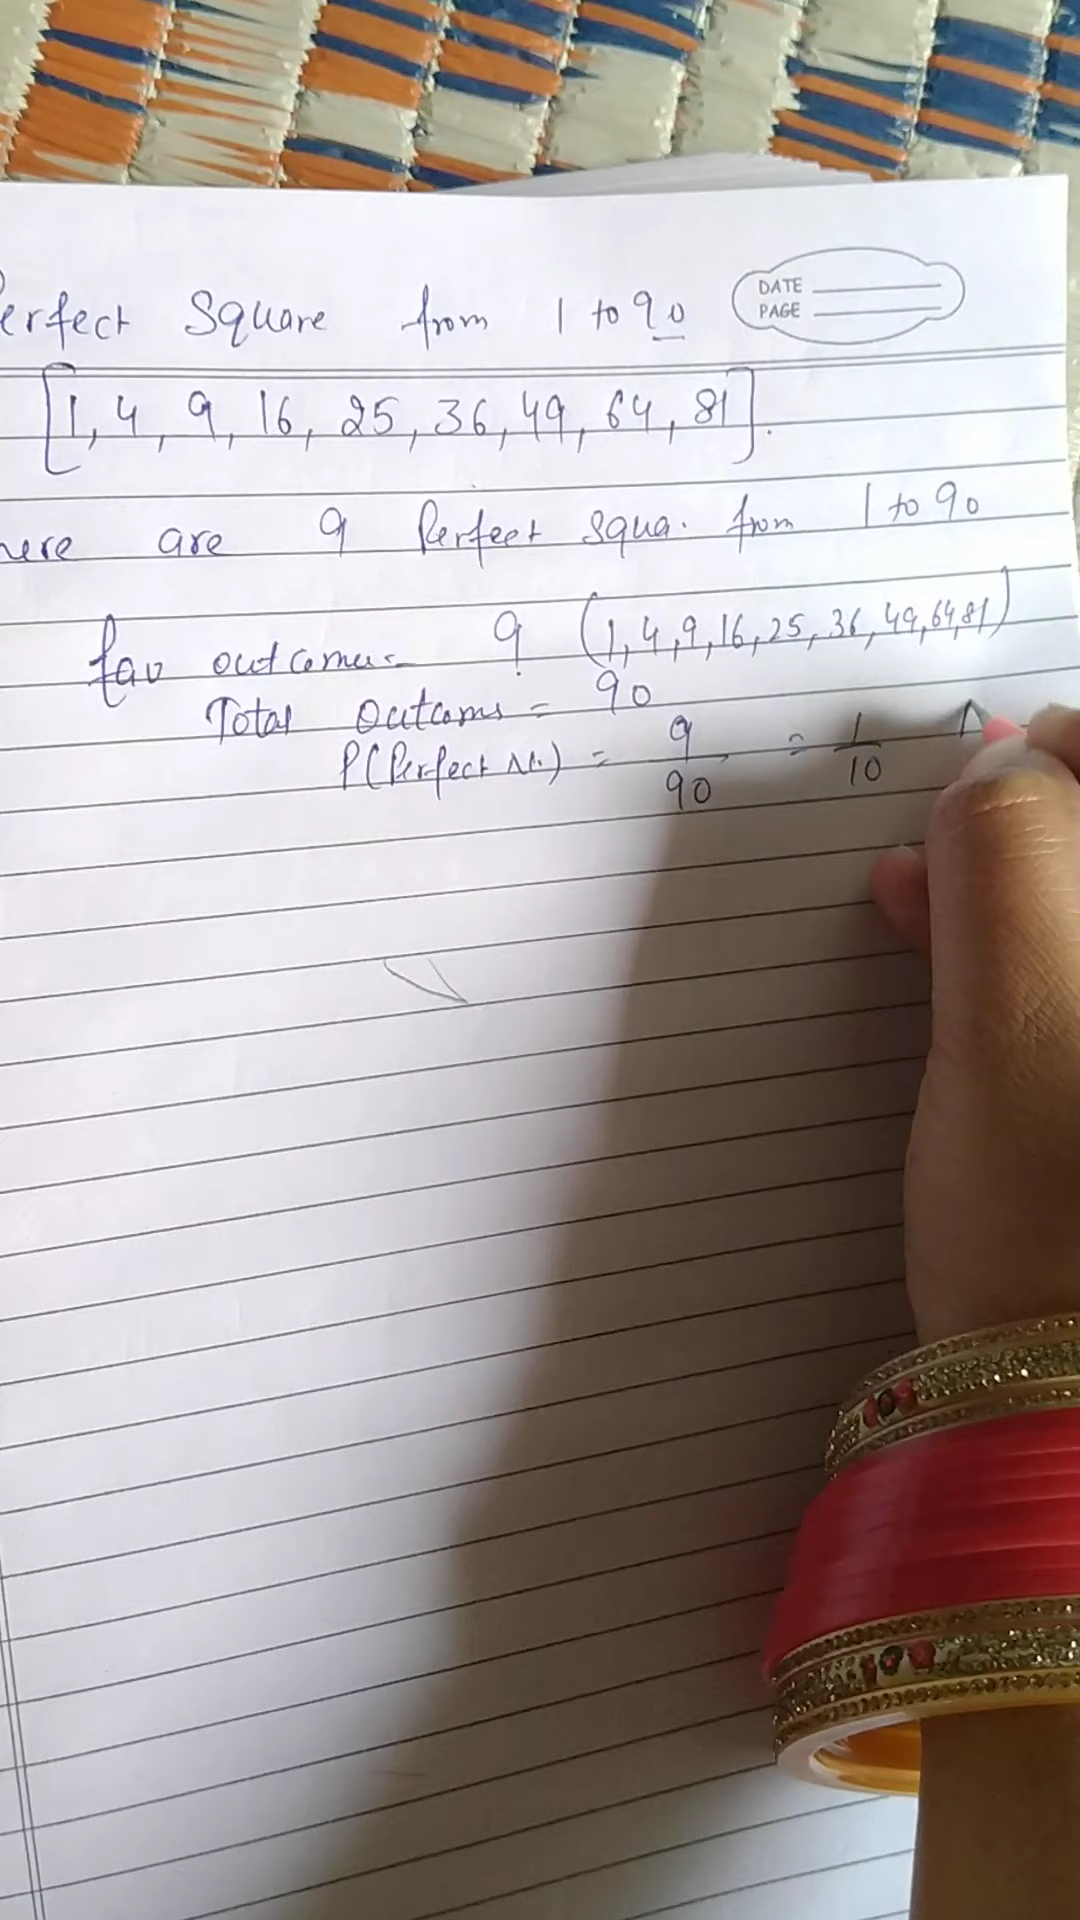 erfect Square from 1 to 90
DATE
PAGE
[1, 4, 9, 16, 25, 36, 49, 64, 81].
here are 9 Perfect Squa. from 1 to 90
fav outcomes = 9 (1,4,9,16,25,36,49,64,81)
Total Outcoms = 90
P(Perfect No.) = 9/90 = 1/10